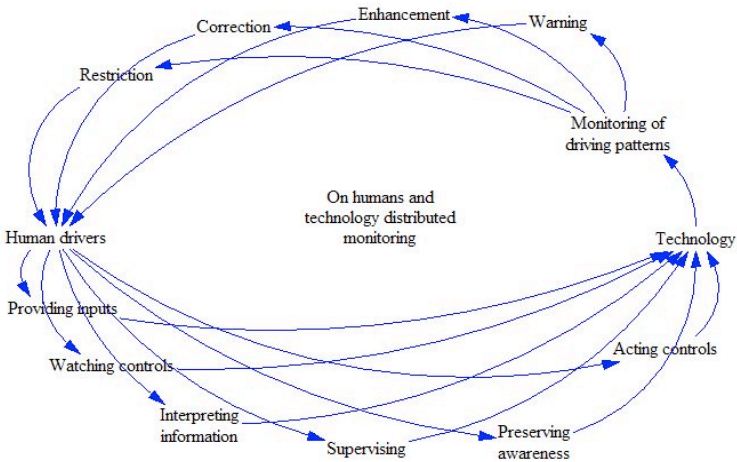 Enhancement
Warning
Correction
Restriction
Monitoring of
driving patterns
On humans and
technology distributed
monitoring
Human drivers
Technology
Providing inputs
Watching controls
Acting controls
Interpreting
information
Supervising
Preserving
awareness